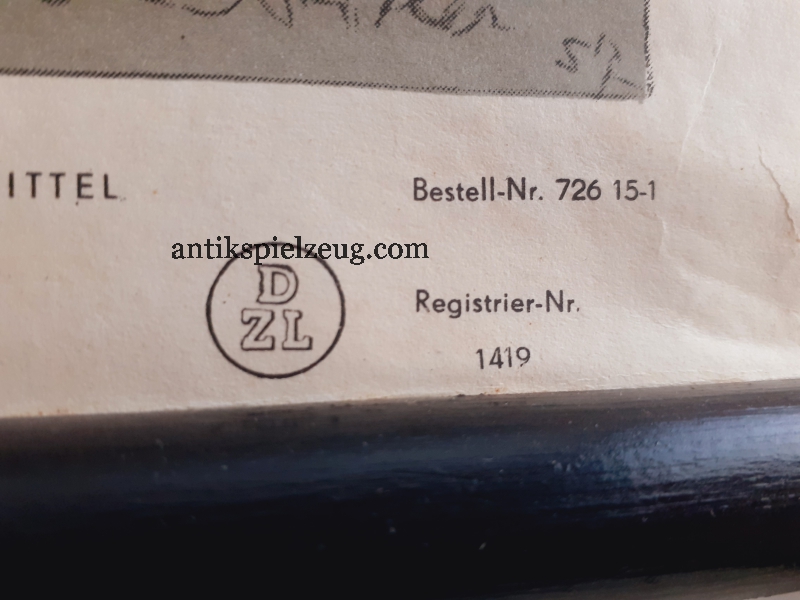 ITTEL
Bestell-Nr. 726 15-1
antikspielzeug.com
D
ZL
Registrier-Nr.
1419